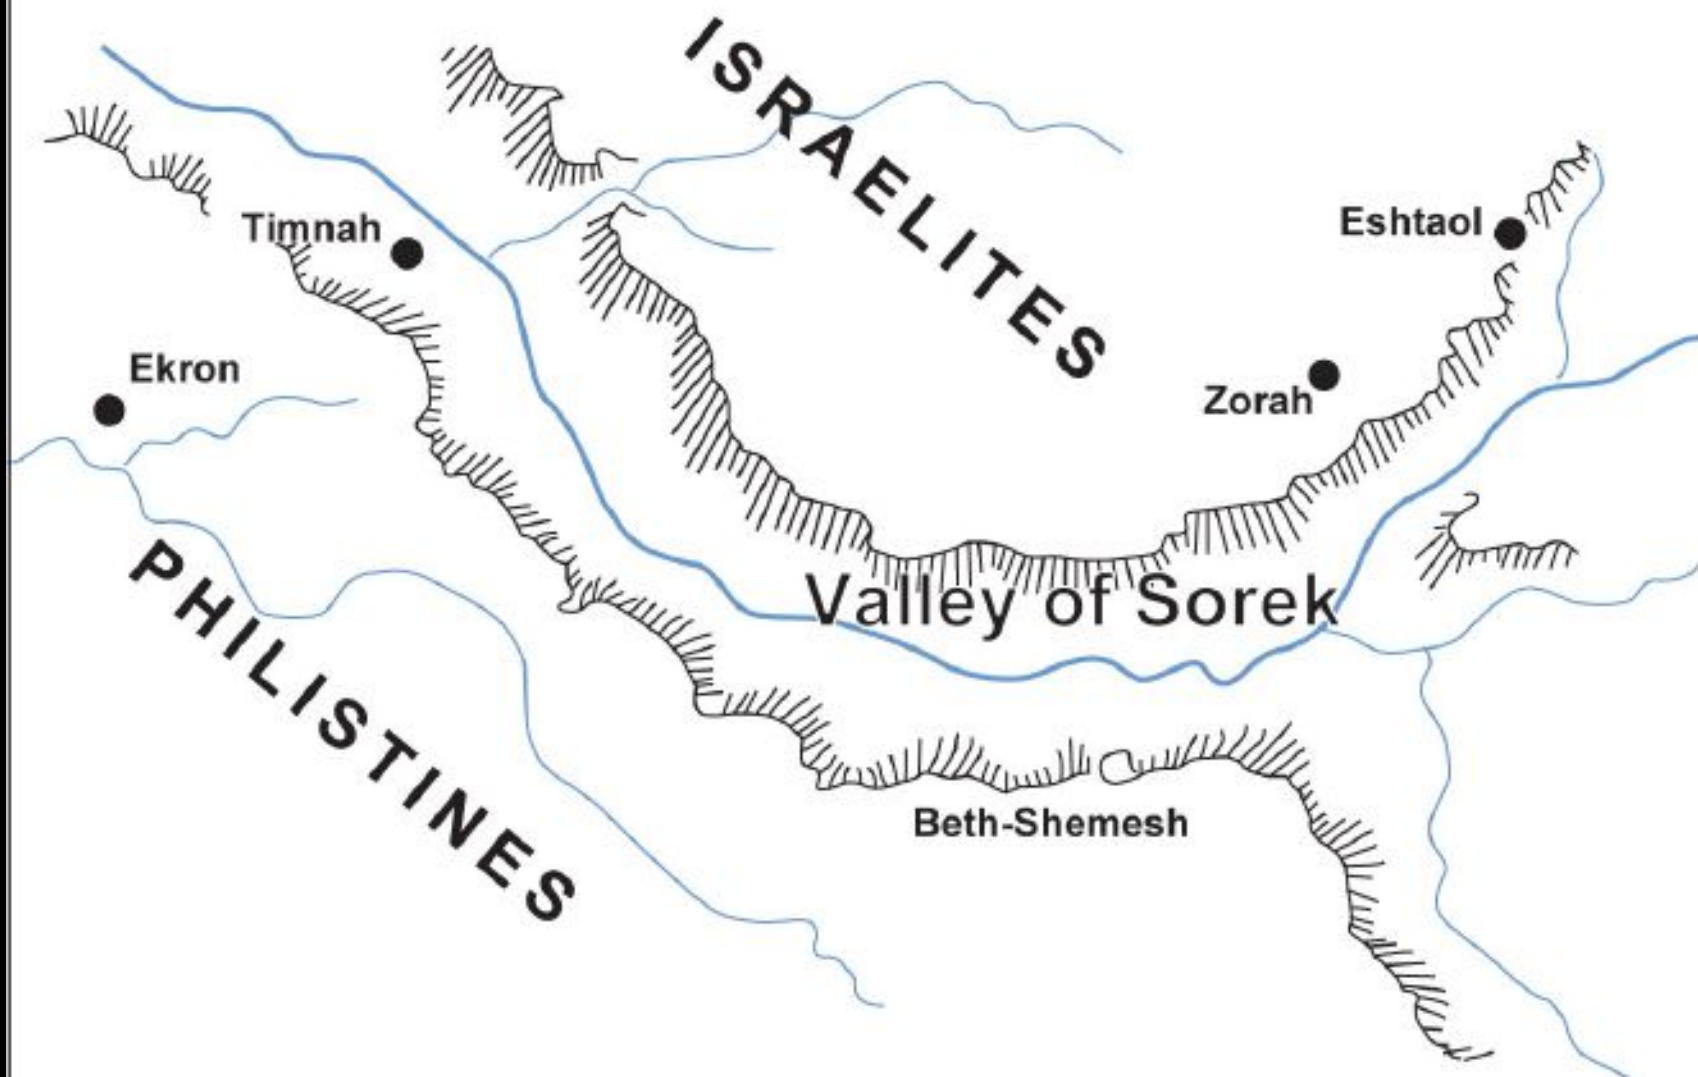 ISRAELITES
Timnah
Eshtaol
Ekron
Zorah
Valley of Sorek
PHILISTINES
Beth-Shemesh